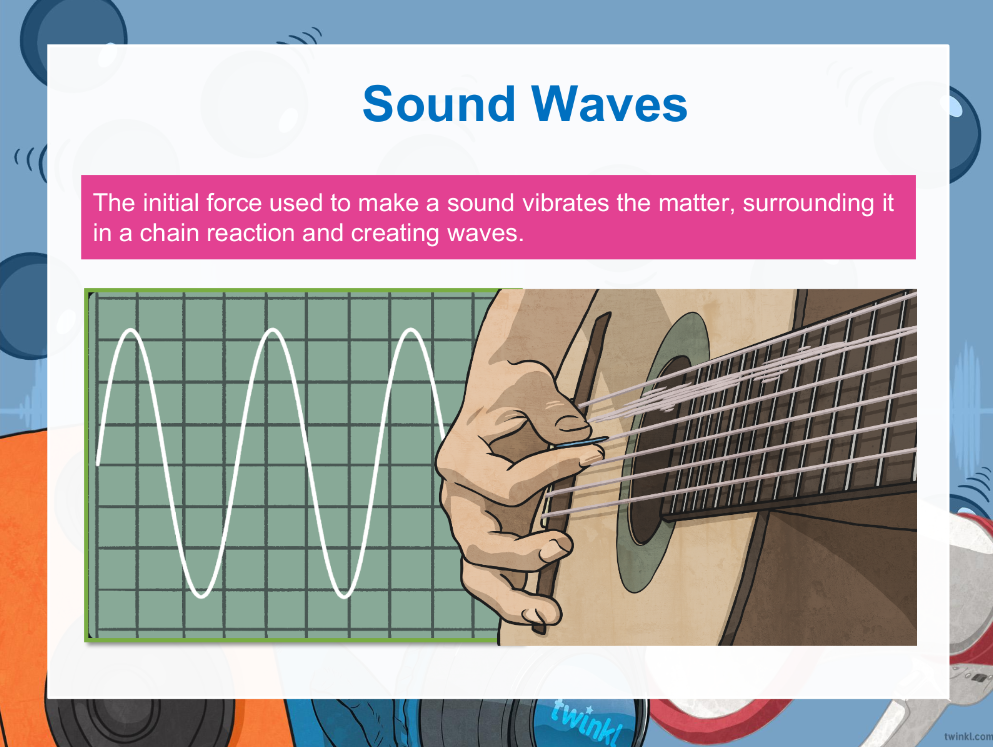 Sound Waves
The initial force used to make a sound vibrates the matter, surrounding it
in a chain reaction and creating waves.
twinkl
twinkl.com